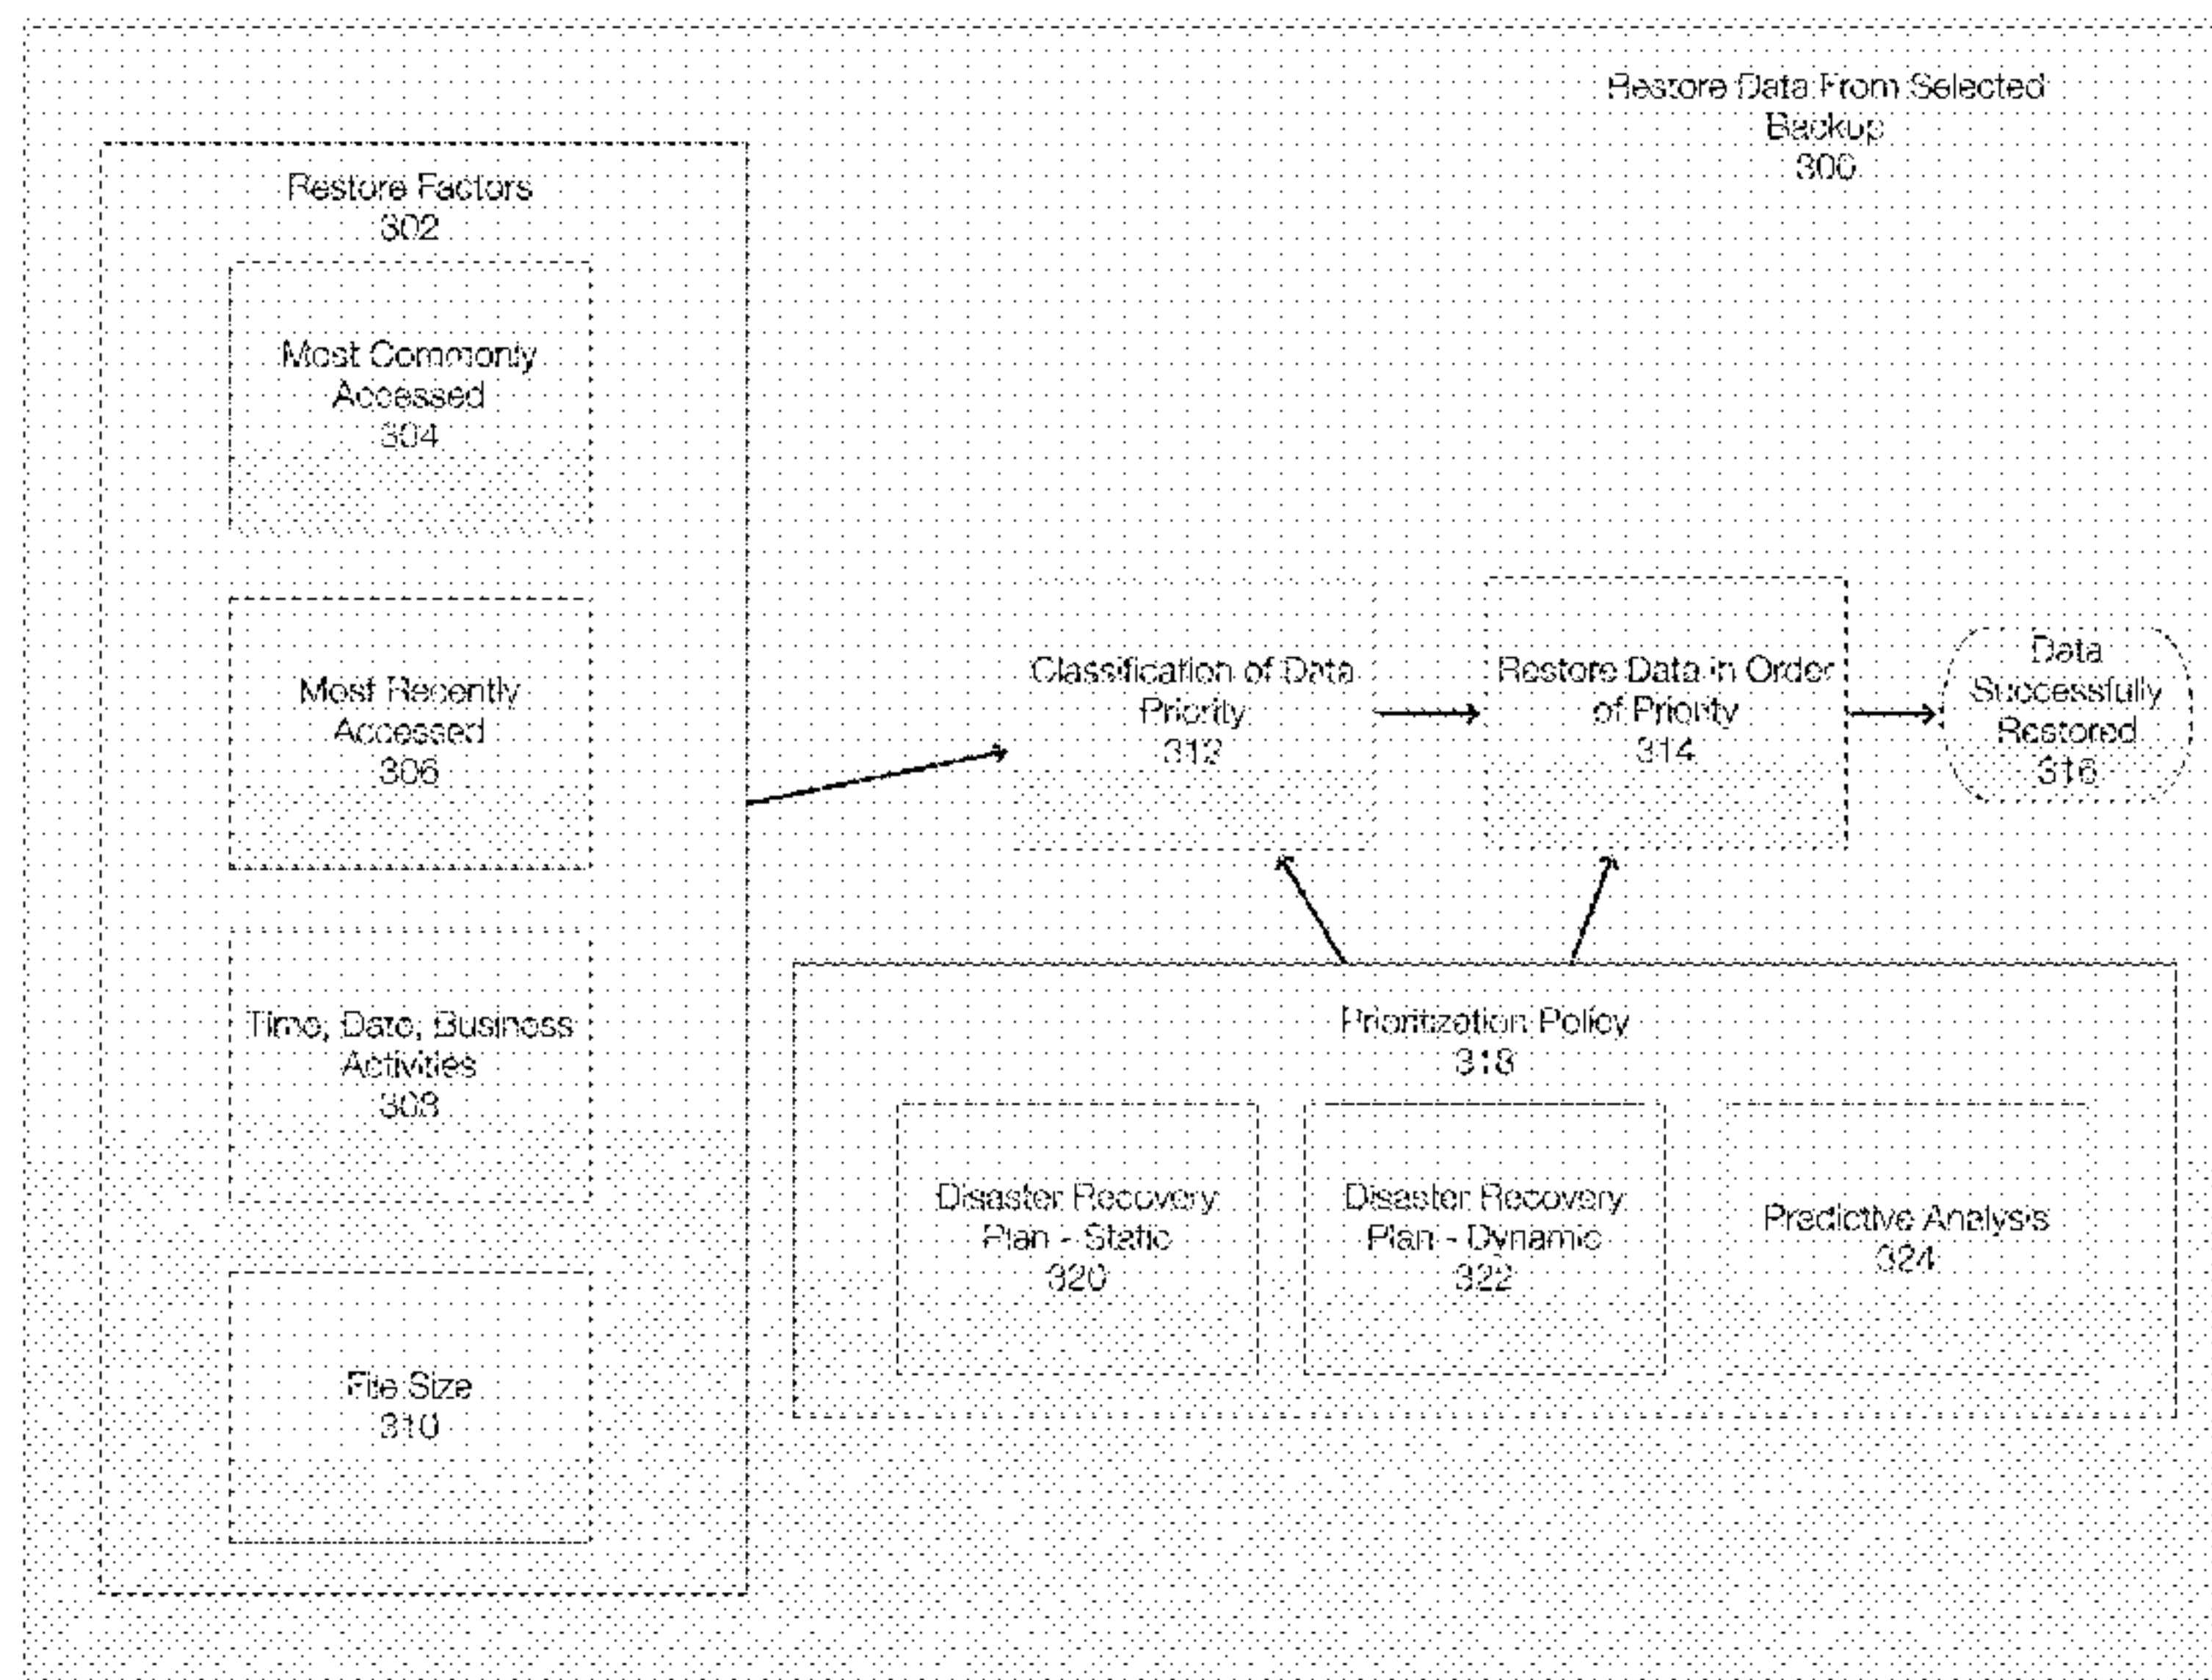 Restore Data From Selected
Backup
300
Restore Factors
302
Most Commonly
Accessed
304
Most Recently
Accessed
306
Time, Date, Business
Activities
308
File Size
310
Classification of Data
Priority
312
Restore Data in Order
of Priority
314
Data
Successfully
Restored
316
Prioritization Policy
318
Disaster Recovery
Plan - Static
320
Disaster Recovery
Plan - Dynamic
322
Predictive Analysis
324